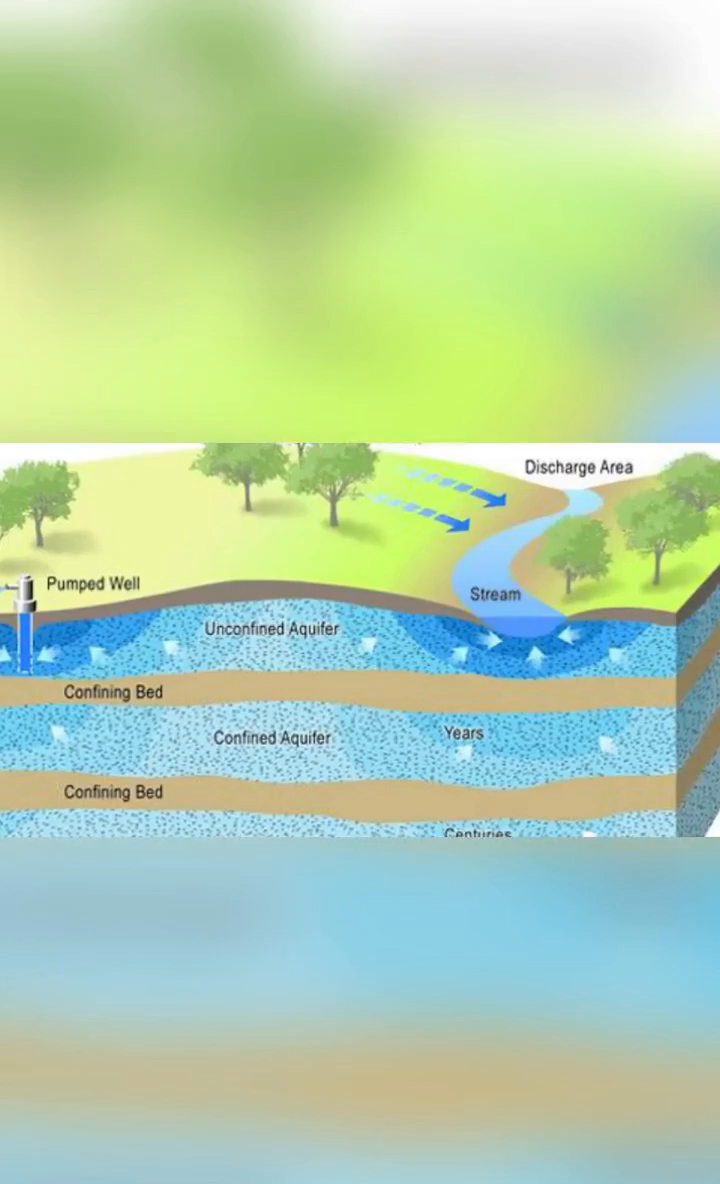 Discharge Area
Pumped Well
Stream
Unconfined Aquifer
Confining Bed
Years
Confined Aquifer
Confining Bed
Centuries